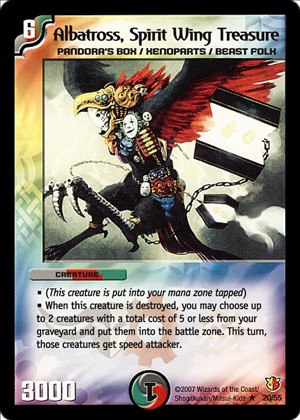 6
Albatross, Spirit Wing Treasure
PANDORA'S BOX / XENOPARTS / BEAST FOLK
CREATURE
▪ (This creature is put into your mana zone tapped)
▪ When this creature is destroyed, you may choose up
to 2 creatures with a total cost of 5 or less from your
graveyard and put them into the battle zone. This turn,
those creatures get speed attacker.
3000
1
©2007 Wizards of the Coast/
Shogakukan/Mitsui-Kids ★ 20/55